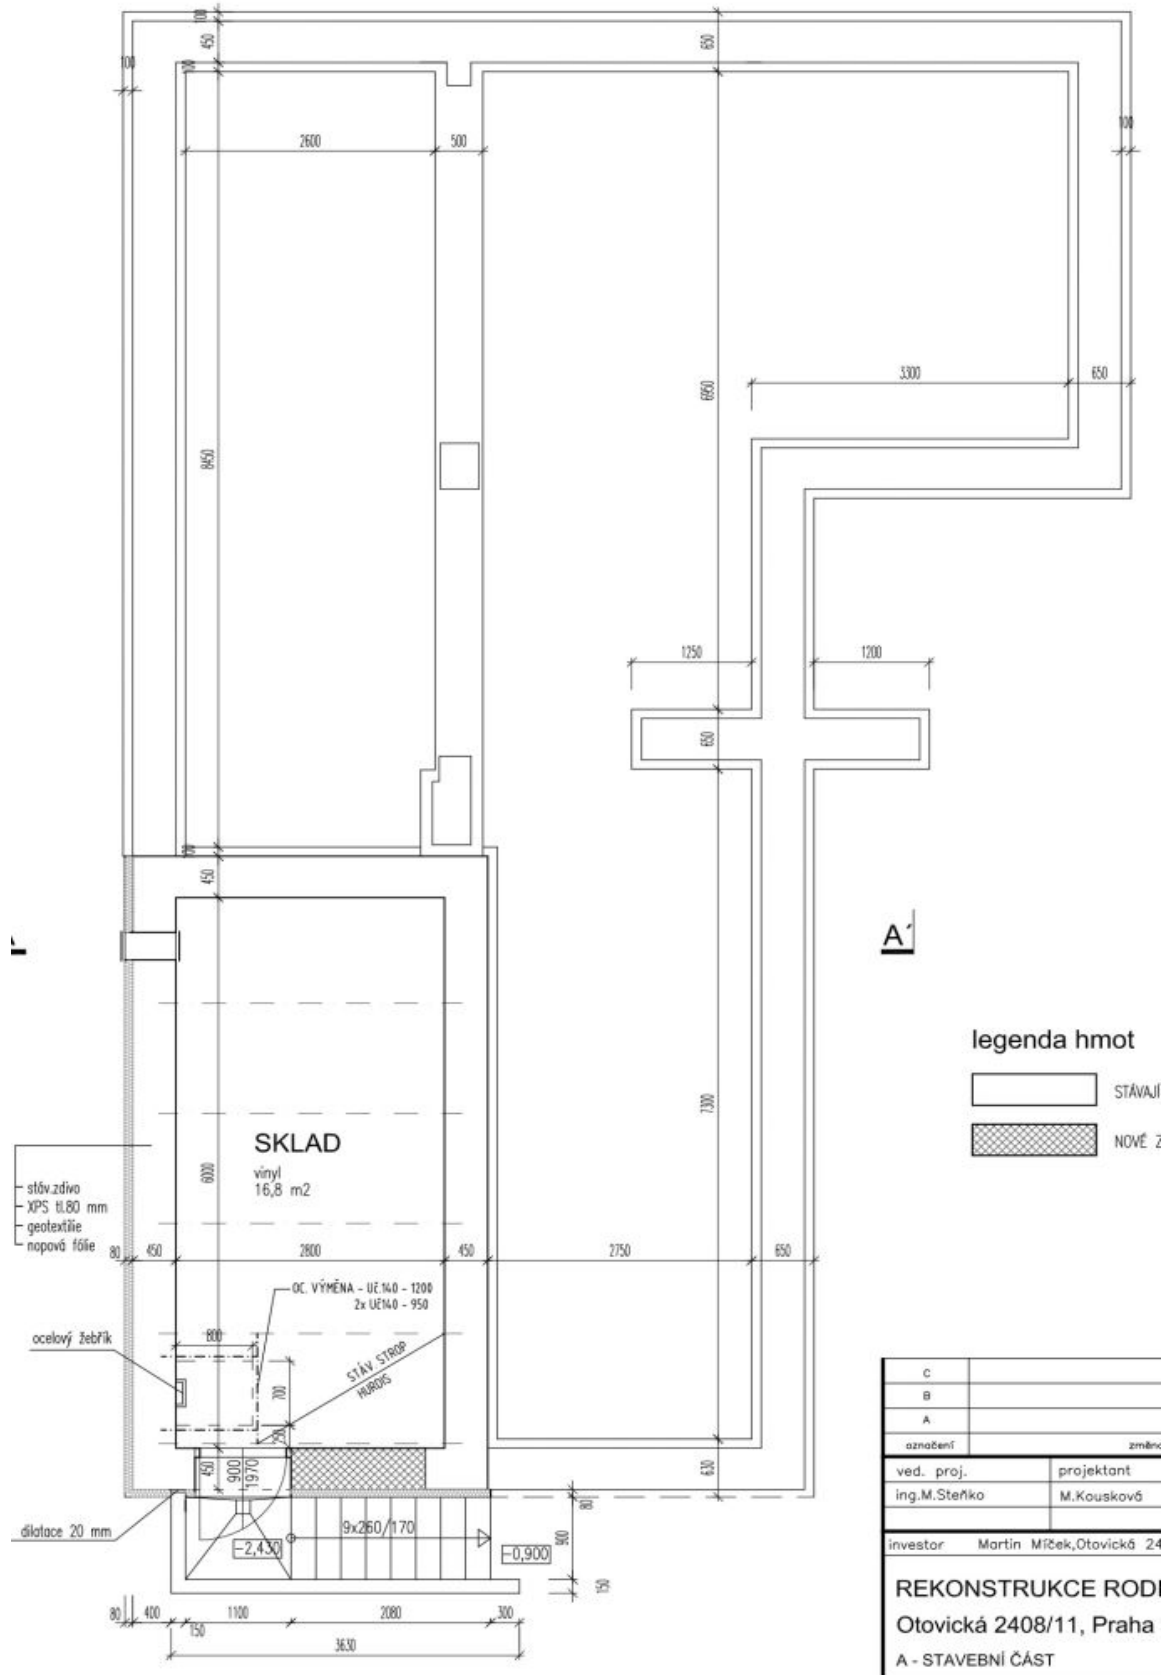 100
450
650
100
100
2600
500
100
3300
650
6950
8450
1250
1200
650
100
450
A´
legenda hmot
STÁVAJÍ
NOVÉ Z
7300
SKLAD
vinyl
16,8 m2
6000
stáv.zdivo
XPS tl.80 mm
geotextílie
nopová fólie
80
450
2800
450
2750
650
OC. VÝMĚNA - UČ.140 - 1200
2x UČ140 - 950
ocelový žebřík
800
STÁV. STROP
HURDIS
700
250
C
B
A
označení
změna
450
900
1970
630
ved. proj.
projektant
ing.M.Steňko
M.Kousková
dilatace 20 mm
9x260/170
-2,430
-0,900
80
900
150
investor Martin Míček,Otovická 24
REKONSTRUKCE RODI
Otovická 2408/11, Praha
A - STAVEBNÍ ČÁST
80
400
150
1100
2080
300
3630